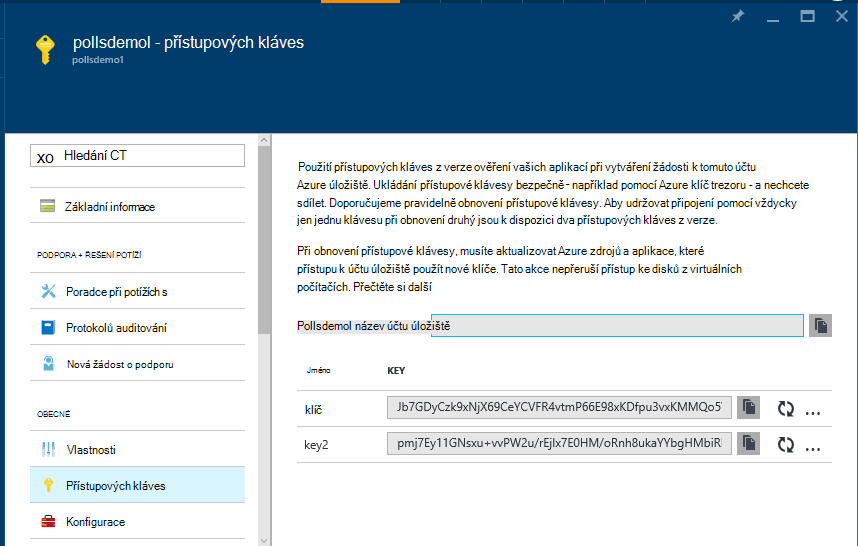 pollsdemol - přístupových kláves
pollsdemo1
xo Hledání CT
Základní informace
PODPORA + ŘEŠENÍ POTÍŽÍ
Poradce při potížích s
Protokolů auditování
Nová žádost o podporu
OBECNÉ
Vlastnosti
Přístupových kláves
Konfigurace
Použití přístupových kláves z verze ověření vašich aplikací při vytváření žádosti k tomuto účtu
Azure úložiště. Ukládání přístupové klávesy bezpečně - například pomocí Azure klíč trezoru - a nechcete
sdílet. Doporučujeme pravidelně obnovení přístupové klávesy. Aby udržovat připojení pomocí vždycky
jen jednu klávesu při obnovení druhý jsou k dispozici dva přístupových kláves z verze.
Při obnovení přístupové klávesy, musíte aktualizovat Azure zdrojů a aplikace, které
přístupu k účtu úložiště použít nové klíče. Tato akce nepřeruší přístup ke disků z virtuálních
počítačích. Přečtěte si další
Pollsdemol název účtu úložiště
Jméno KEY
klíč Jb7GDyCzk9xNjX69CeYCVFR4vtmP66E98xKDfpu3vxKMMQo5 ...
key2 pmj7Ey11GNsxu+vvPW2u/rEjIx7E0HM/oRnh8ukaYYbgHMbiR ...